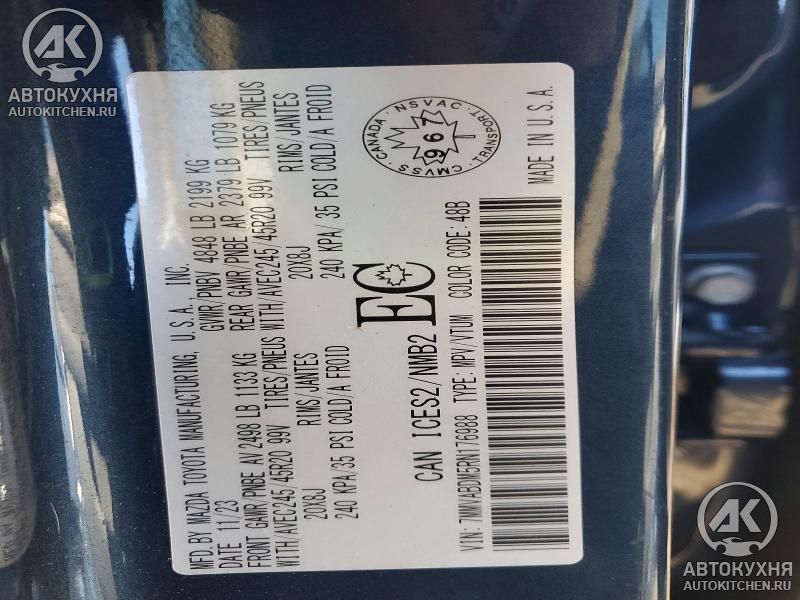 AK
АВТОКУХНЯ
AUTOKITCHEN.RU
MFD.BY MAZDA TOYOTA MANUFACTURING, U.S.A., INC.
DATE 11/23 GVWR/PNBV 4848 LB 2199 KG
FRONT GAWR/PNBE AV 2498 LB 1133 KG REAR GAWR/PNBE AR 2379 LB 1079 KG
WITH/AVEC245/45R20 99V TIRES/PNEUS WITH/AVEC245/45R20 99V TIRES/PNEUS
20X8J RIMS/JANTES 20X8J RIMS/JANTES
240 KPA/35 PSI COLD/A FROID 240 KPA/ 35 PSI COLD/A FROID
CAN ICES2/NMB2 EC
CANADA · NSVAC · TRANSPORT · CMVSS
967
VIN: 7MMVABDM5RN176988 TYPE: MPV/VTUM COLOR CODE: 48B MADE IN U.S.A.
AK
АВТОКУХНЯ
AUTOKITCHEN.RU